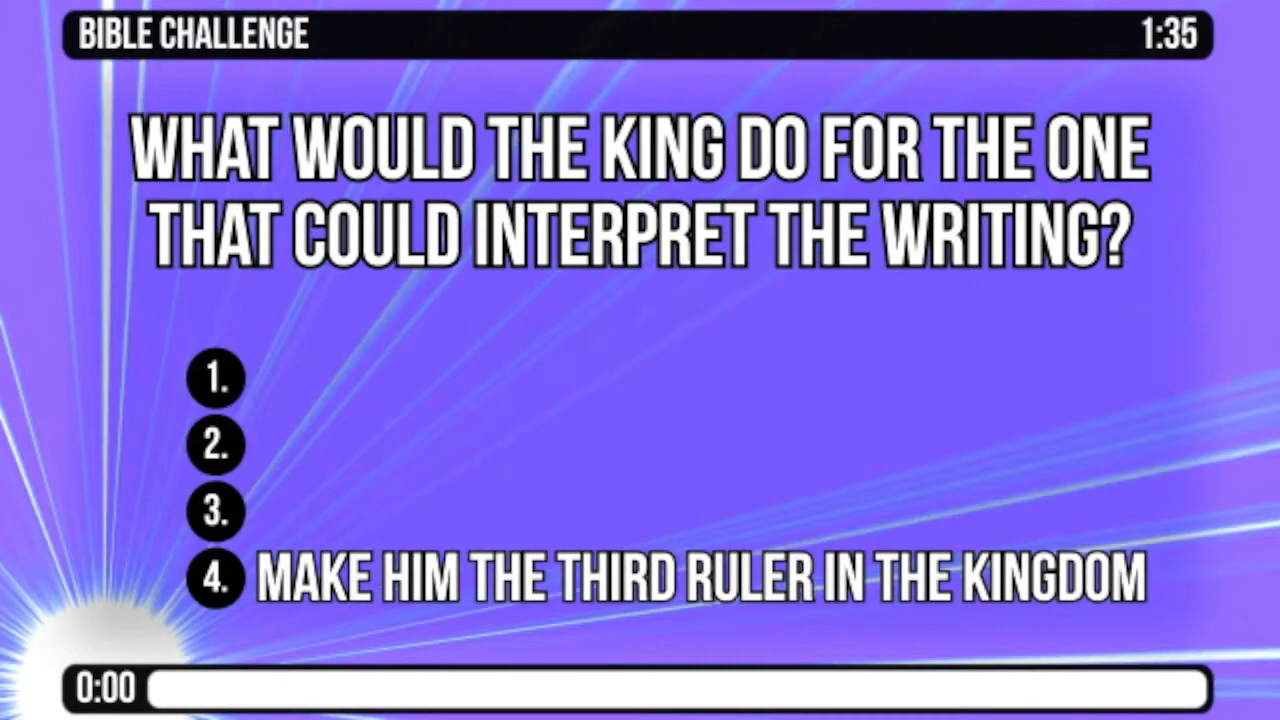 BIBLE CHALLENGE 1:35
WHAT WOULD THE KING DO FOR THE ONE
THAT COULD INTERPRET THE WRITING?
1.
2.
3.
4. MAKE HIM THE THIRD RULER IN THE KINGDOM
0:00